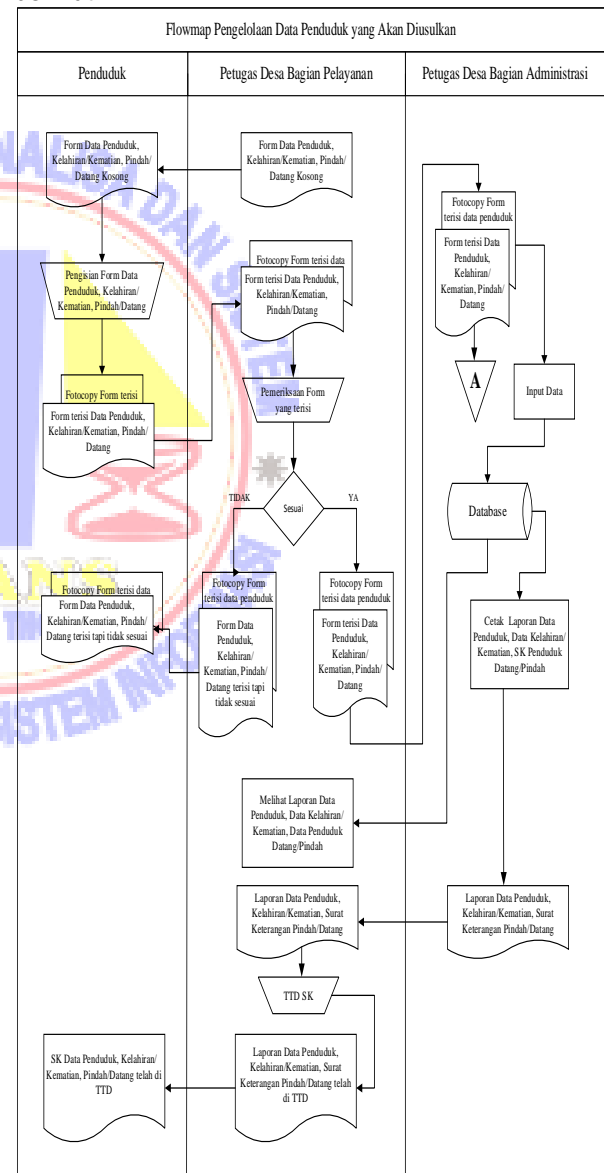 Flowmap Pengelolaan Data Penduduk yang Akan Diusulkan
Penduduk
Petugas Desa Bagian Pelayanan
Petugas Desa Bagian Administrasi
Form Data Penduduk,
Kelahiran/Kematian, Pindah/
Datang Kosong
Form Data Penduduk,
Kelahiran/Kematian, Pindah/
Datang Kosong
Pengisian Form Data
Penduduk, Kelahiran/
Kematian, Pindah/Datang
Fotocopy Form terisi
Form terisi Data Penduduk,
Kelahiran/Kematian, Pindah/
Datang
Fotocopy Form terisi data
Form terisi Data Penduduk,
Kelahiran/Kematian,
Pindah/Datang
Pemeriksaan Form
yang terisi
Sesuai
TIDAK
YA
Fotocopy Form
terisi data penduduk
Form Data
Penduduk,
Kelahiran/
Kematian, Pindah/
Datang terisi tapi
tidak sesuai
Fotocopy Form
terisi data penduduk
Form terisi Data
Penduduk,
Kelahiran/
Kematian, Pindah/
Datang
Fotocopy Form terisi data
Form Data Penduduk,
Kelahiran/Kematian, Pindah/
Datang terisi tapi tidak sesuai
Fotocopy Form
terisi data penduduk
Form terisi Data
Penduduk,
Kelahiran/
Kematian, Pindah/
Datang
A
Input Data
Database
Cetak Laporan Data
Penduduk, Data Kelahiran/
Kematian, SK Penduduk
Datang/Pindah
Melihat Laporan Data
Penduduk, Data Kelahiran/
Kematian, Data Penduduk
Datang/Pindah
Laporan Data Penduduk,
Kelahiran/Kematian, Surat
Keterangan Pindah/Datang
Laporan Data Penduduk,
Kelahiran/Kematian, Surat
Keterangan Pindah/Datang
TTD SK
Laporan Data Penduduk,
Kelahiran/Kematian, Surat
Keterangan Pindah/Datang telah
di TTD
SK Data Penduduk, Kelahiran/
Kematian, Pindah/Datang telah di
TTD